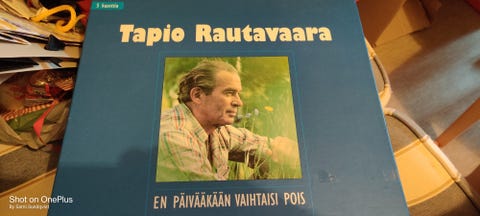 Tapio Rautavaara
EN PÄIVÄÄKÄÄN VAIHTAISI POIS
Shot on OnePlus